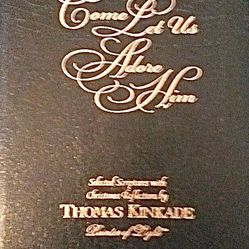 Come
Let Us
Adore
Him
Selected Scriptures with
Christmas Reflections by
THOMAS KINKADE
Painter of Light™